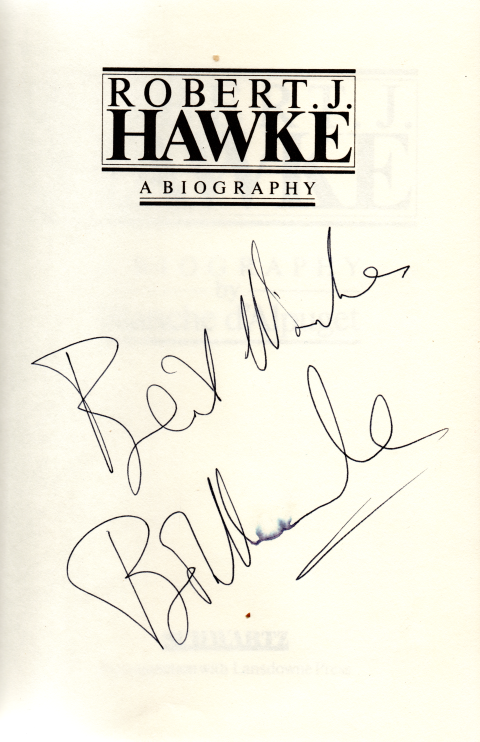 ROBERT. J.
HAWKE
A BIOGRAPHY
Best Wishes
Bob Hawke